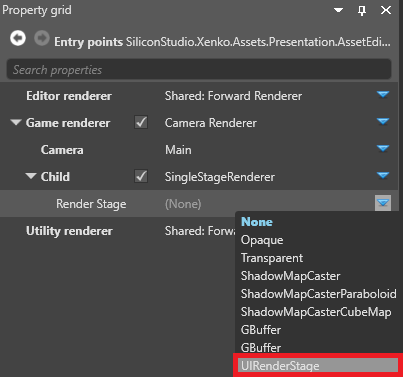 Property grid
Entry points SiliconStudio.Xenko.Assets.Presentation.AssetEdi...
Search properties
Editor renderer Shared: Forward Renderer
Game renderer Camera Renderer
Camera Main
Child SingleStageRenderer
Render Stage (None)
Utility renderer Shared: Forwa
None
Opaque
Transparent
ShadowMapCaster
ShadowMapCasterParaboloid
ShadowMapCasterCubeMap
GBuffer
GBuffer
UIRenderStage